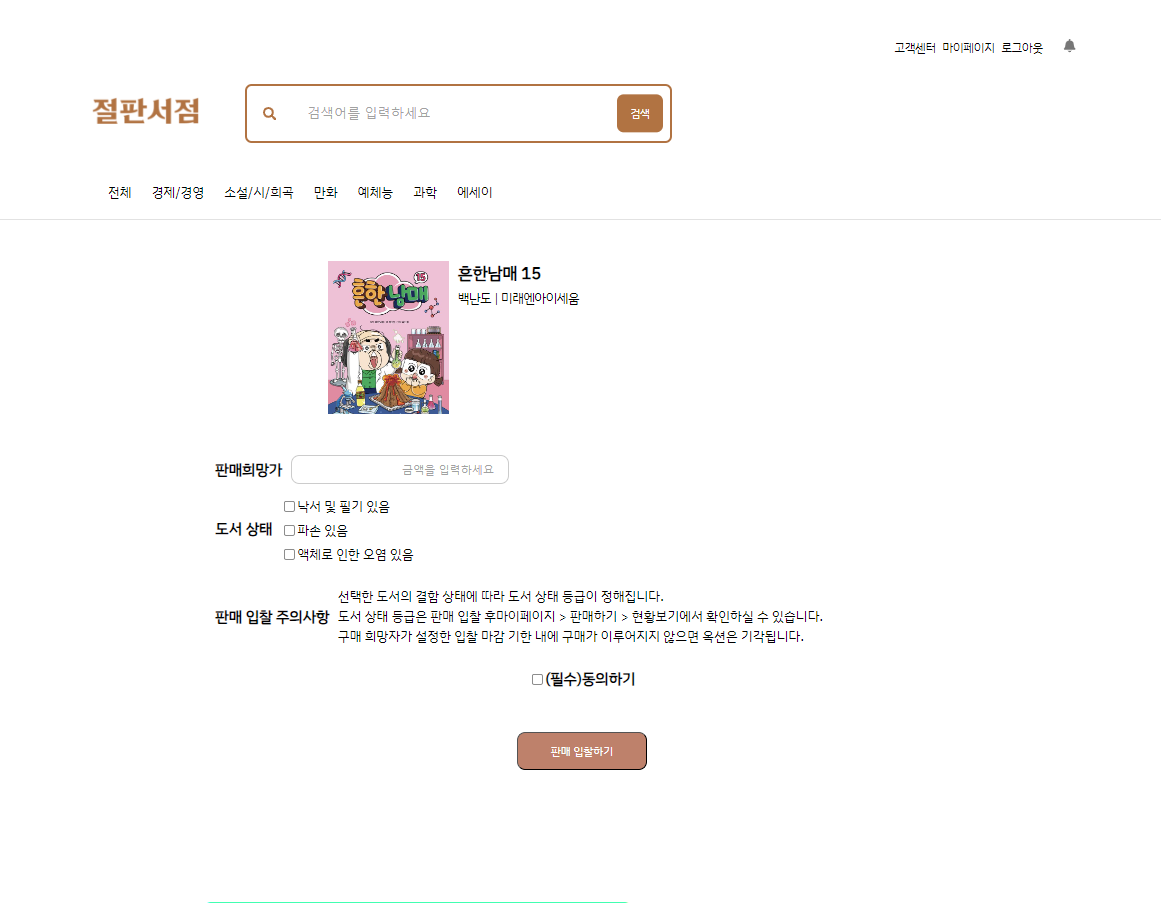 고객센터 마이페이지 로그아웃
절판서점
검색어를 입력하세요
검색
전체 경제/경영 소설/시/희곡 만화 예체능 과학 에세이
15
흔한남매
흔한남매 15
백난도 | 미래엔아이세움
판매희망가
금액을 입력하세요
낙서 및 필기 있음
도서 상태
파손 있음
액체로 인한 오염 있음
선택한 도서의 결함 상태에 따라 도서 상태 등급이 정해집니다.
판매 입찰 주의사항
도서 상태 등급은 판매 입찰 후마이페이지 > 판매하기 > 현황보기에서 확인하실 수 있습니다.
구매 희망자가 설정한 입찰 마감 기한 내에 구매가 이루어지지 않으면 옥션은 기각됩니다.
(필수)동의하기
판매 입찰하기